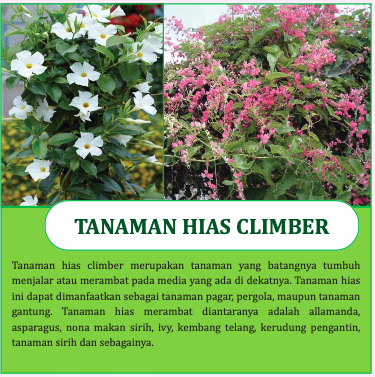 TANAMAN HIAS CLIMBER
Tanaman hias climber merupakan tanaman yang batangnya tumbuh
menjalar atau merambat pada media yang ada di dekatnya. Tanaman hias
ini dapat dimanfaatkan sebagai tanaman pagar, pergola, maupun tanaman
gantung. Tanaman hias merambat diantaranya adalah allamanda,
asparagus, nona makan sirih, ivy, kembang telang, kerudung pengantin,
tanaman sirih dan sebagainya.